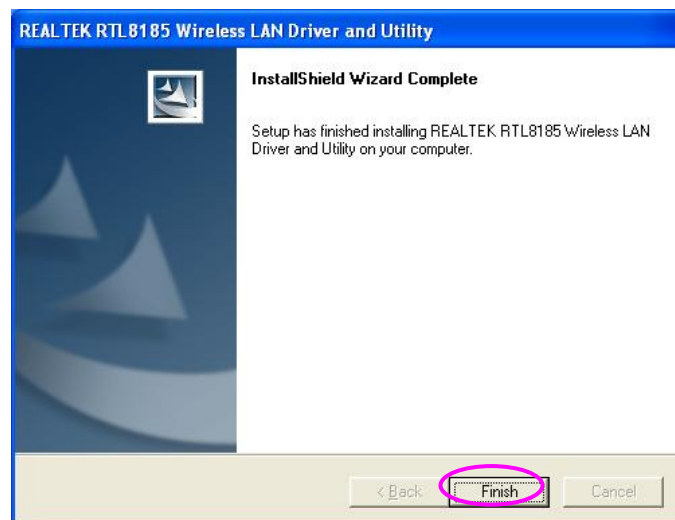 REALTEK RTL8185 Wireless LAN Driver and Utility
InstallShield Wizard Complete
Setup has finished installing REALTEK RTL8185 Wireless LAN
Driver and Utility on your computer.
< Back
Finish
Cancel